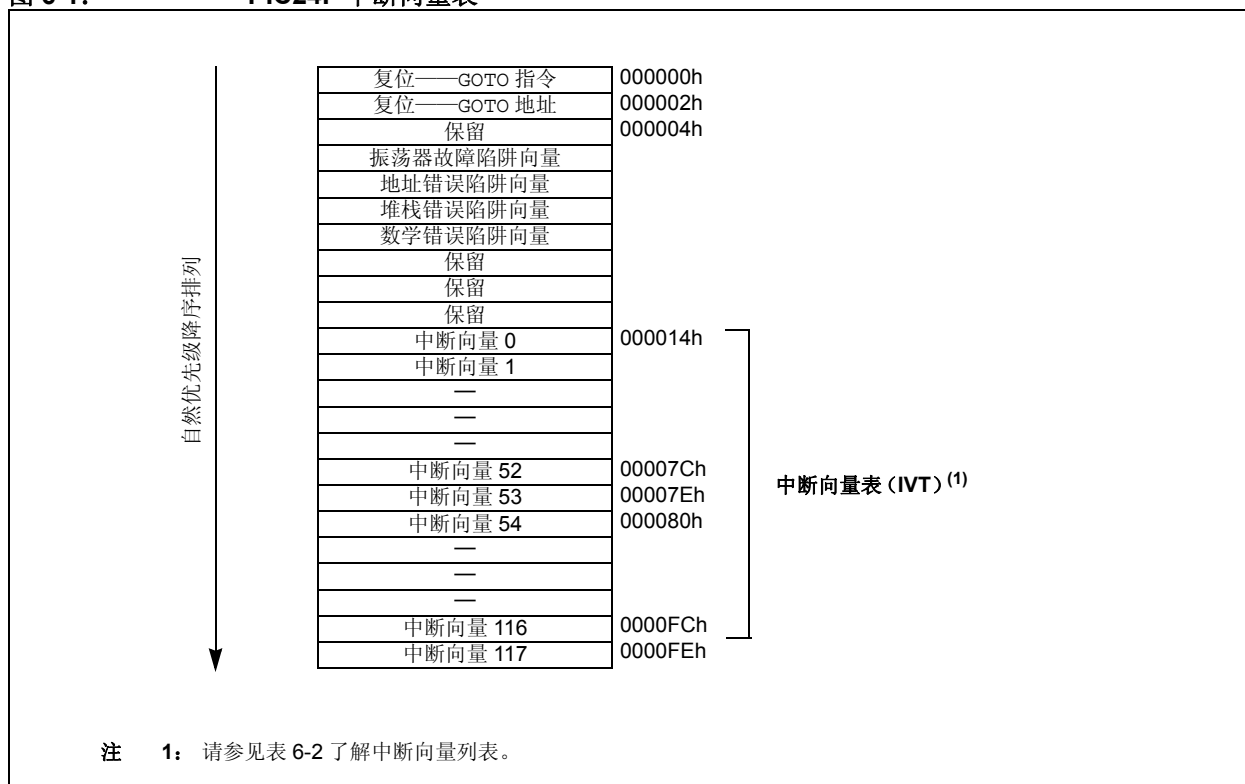 复位——GOTO 指令 000000h
复位——GOTO 地址 000002h
保留 000004h
振荡器故障陷阱向量
地址错误陷阱向量
堆栈错误陷阱向量
数学错误陷阱向量
保留
保留
保留
中断向量 0 000014h
中断向量 1
—
—
—
中断向量 52 00007Ch
中断向量 53 00007Eh
中断向量 54 000080h
—
—
—
中断向量 116 0000FCh
中断向量 117 0000FEh
自然优先级降序排列
中断向量表（IVT）(1)
注 1： 请参见表 6-2 了解中断向量列表。